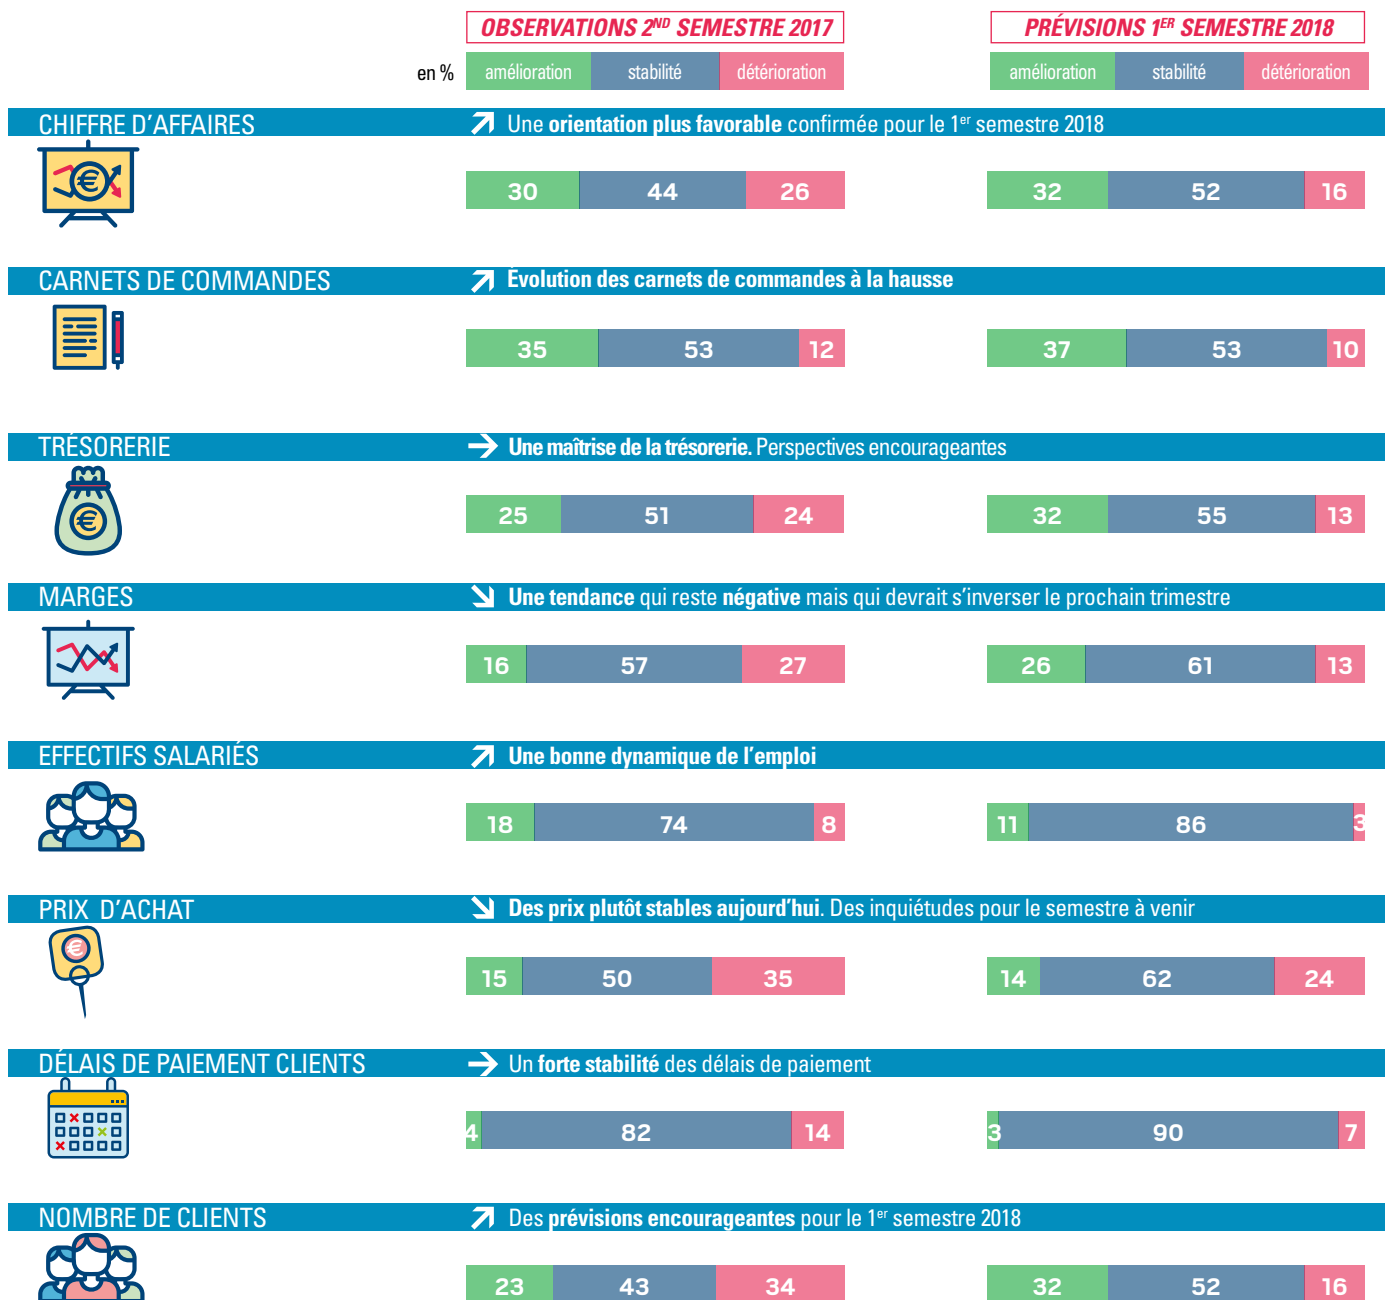 OBSERVATIONS 2ND SEMESTRE 2017 PRÉVISIONS 1ER SEMESTRE 2018
en % amélioration stabilité détérioration amélioration stabilité détérioration
CHIFFRE D'AFFAIRES Une orientation plus favorable confirmée pour le 1er semestre 2018
€
30 44 26 32 52 16
CARNETS DE COMMANDES Évolution des carnets de commandes à la hausse
35 53 12 37 53 10
TRÉSORERIE Une maîtrise de la trésorerie. Perspectives encourageantes
€
25 51 24 32 55 13
MARGES Une tendance qui reste négative mais qui devrait s'inverser le prochain trimestre
16 57 27 26 61 13
EFFECTIFS SALARIÉS Une bonne dynamique de l'emploi
18 74 8 11 86 3
PRIX D'ACHAT Des prix plutôt stables aujourd'hui. Des inquiétudes pour le semestre à venir
€
15 50 35 14 62 24
DÉLAIS DE PAIEMENT CLIENTS Un forte stabilité des délais de paiement
4 82 14 3 90 7
NOMBRE DE CLIENTS Des prévisions encourageantes pour le 1er semestre 2018
23 43 34 32 52 16